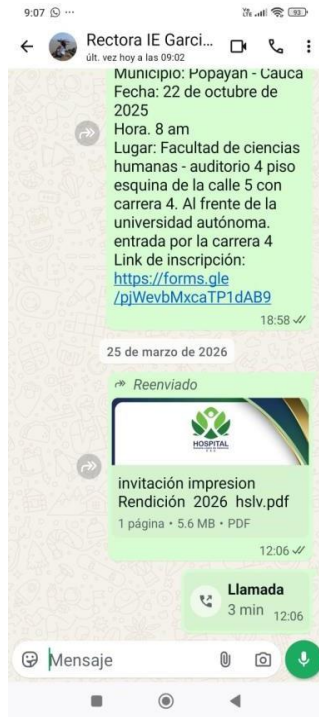 9:07
93
Rectora IE Garci...
últ. vez hoy a las 09:02
Municipio: Popayán - Cauca
Fecha: 22 de octubre de
2025
Hora. 8 am
Lugar: Facultad de ciencias
humanas - auditorio 4 piso
esquina de la calle 5 con
carrera 4. Al frente de la
universidad autónoma.
entrada por la carrera 4
Link de inscripción:
https://forms.gle
/pjWevbMxcaTP1dAB9
18:58
25 de marzo de 2026
Reenviado
HOSPITAL
invitación impresion
Rendición 2026 hslv.pdf
1 página • 5.6 MB • PDF
12:06
Llamada
3 min 12:06
Mensaje